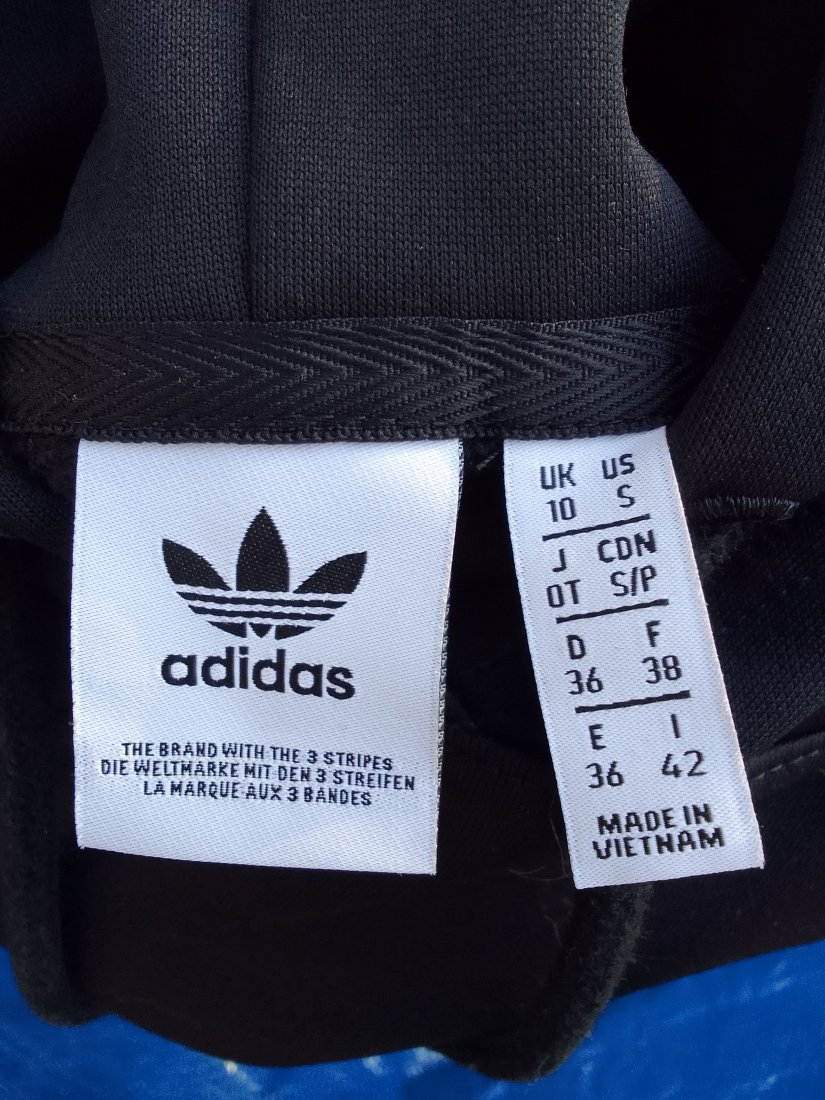 adidas
THE BRAND WITH THE 3 STRIPES
DIE WELTMARKE MIT DEN 3 STREIFEN
LA MARQUE AUX 3 BANDES
UK US
10 S
J CDN
OT S/P
D F
36 38
E I
36 42
MADE IN
VIETNAM